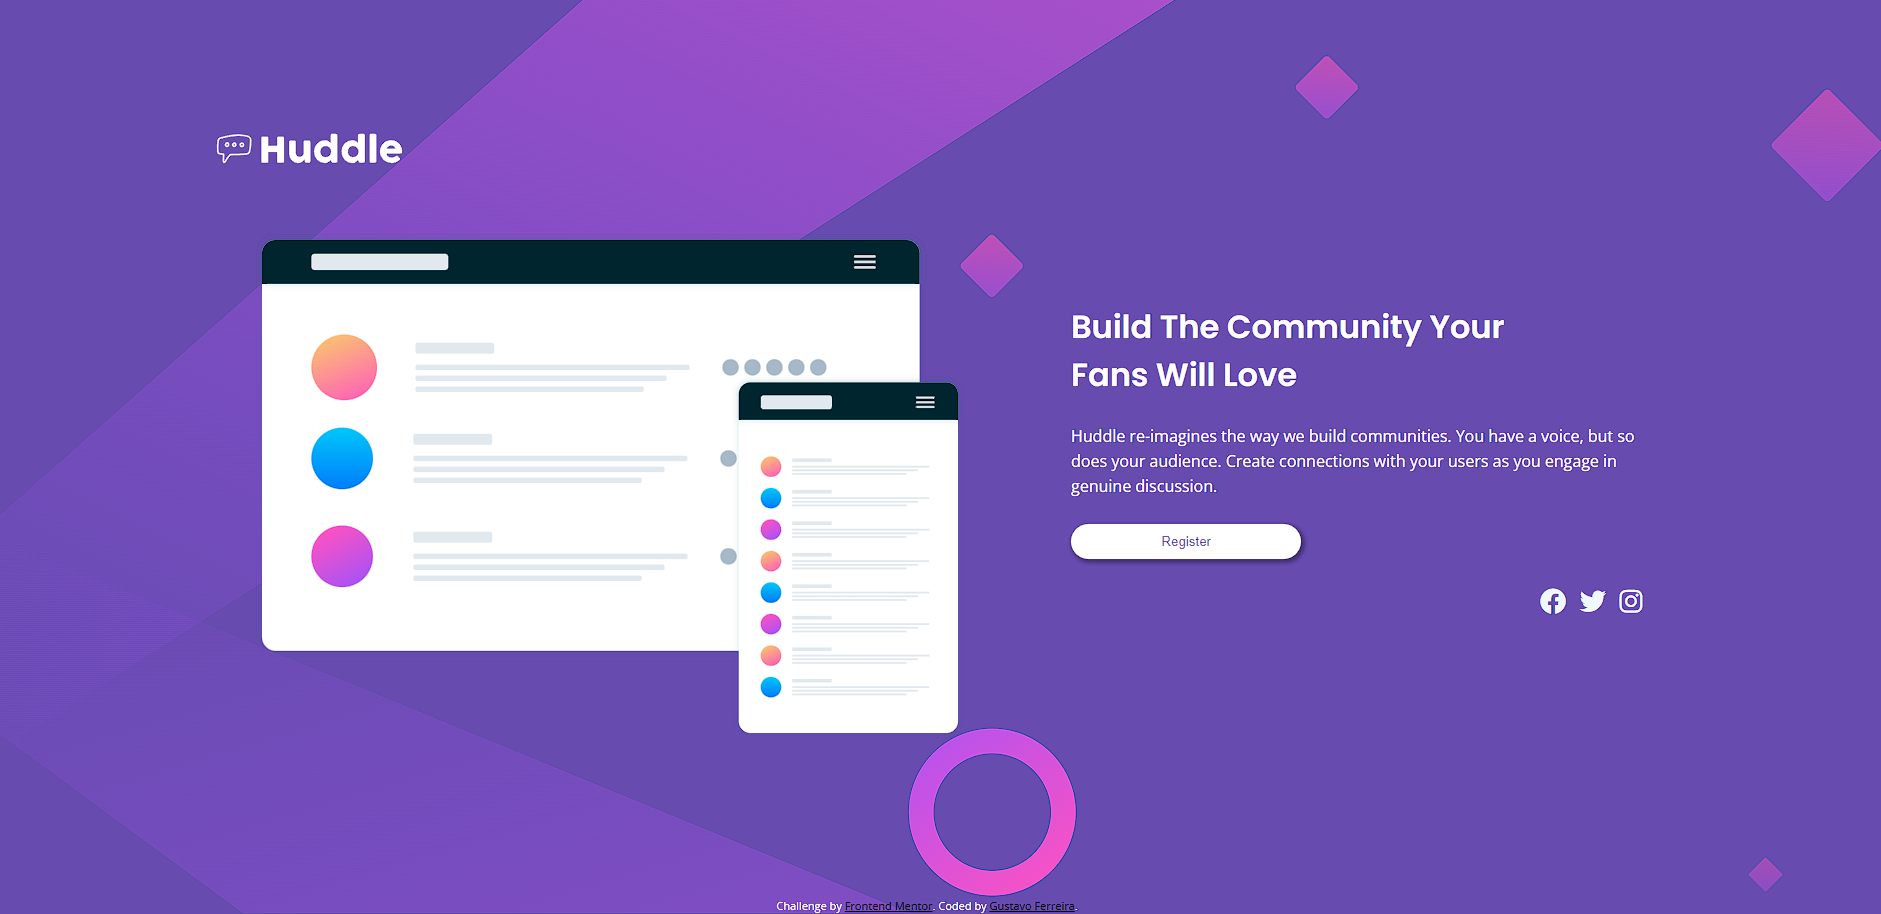 Huddle
Build The Community Your
Fans Will Love
Huddle re-imagines the way we build communities. You have a voice, but so
does your audience. Create connections with your users as you engage in
genuine discussion.
Register
Challenge by Frontend Mentor. Coded by Gustavo Ferreira.